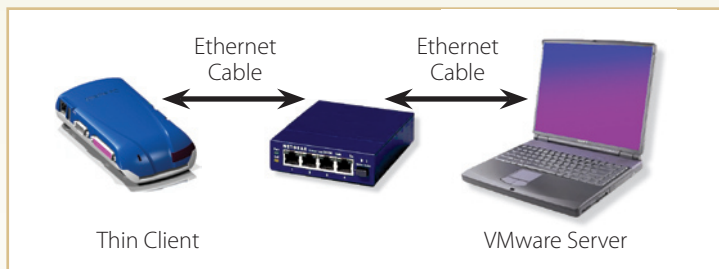 Ethernet
Cable
Ethernet
Cable
NETGEAR
Thin Client
VMware Server